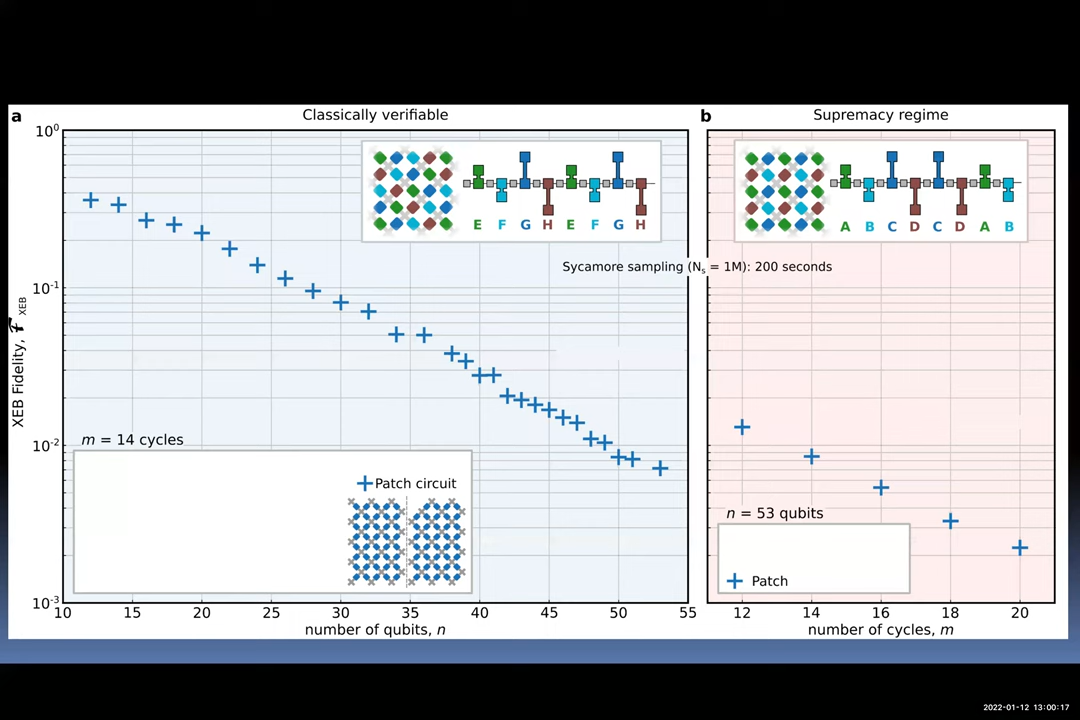 a
Classically verifiable
b
Supremacy regime
10⁰
10⁻¹
10⁻²
10⁻³
XEB Fidelity, ℱ_XEB
E F G H E F G H
A B C D C D A B
Sycamore sampling (Nₛ = 1M): 200 seconds
m = 14 cycles
Patch circuit
n = 53 qubits
Patch
10 15 20 25 30 35 40 45 50 55
number of qubits, n
12 14 16 18 20
number of cycles, m
2022-01-12 13:00:17